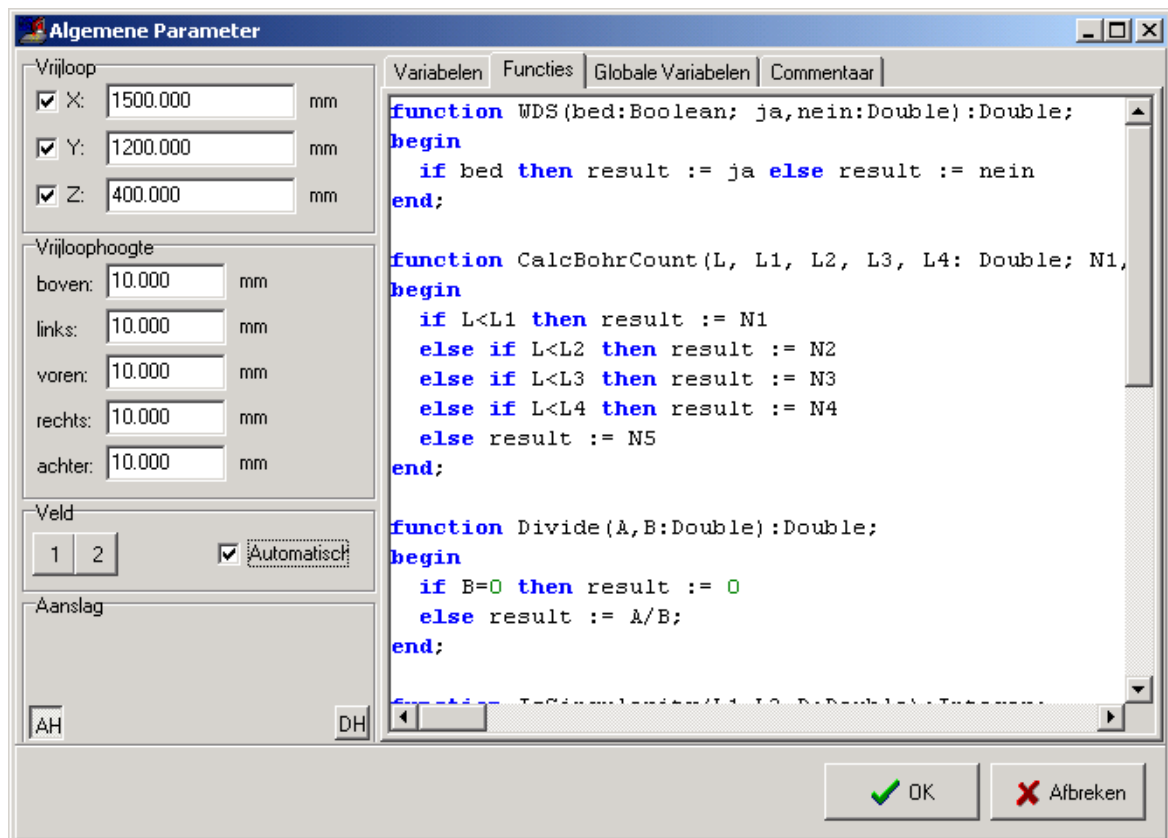 Algemene Parameter
Vrijloop
X: 1500.000 mm
Y: 1200.000 mm
Z: 400.000 mm
Vrijloophoogte
boven: 10.000 mm
links: 10.000 mm
voren: 10.000 mm
rechts: 10.000 mm
achter: 10.000 mm
Veld
1 2 Automatisch
Aanslag
AH DH
Variabelen Functies Globale Variabelen Commentaar
function WDS(bed:Boolean; ja,nein:Double):Double;
begin
if bed then result := ja else result := nein
end;
function CalcBohrCount(L, L1, L2, L3, L4: Double; N1,
begin
if L<L1 then result := N1
else if L<L2 then result := N2
else if L<L3 then result := N3
else if L<L4 then result := N4
else result := N5
end;
function Divide(A,B:Double):Double;
begin
if B=0 then result := 0
else result := A/B;
end;
function
OK Afbreken